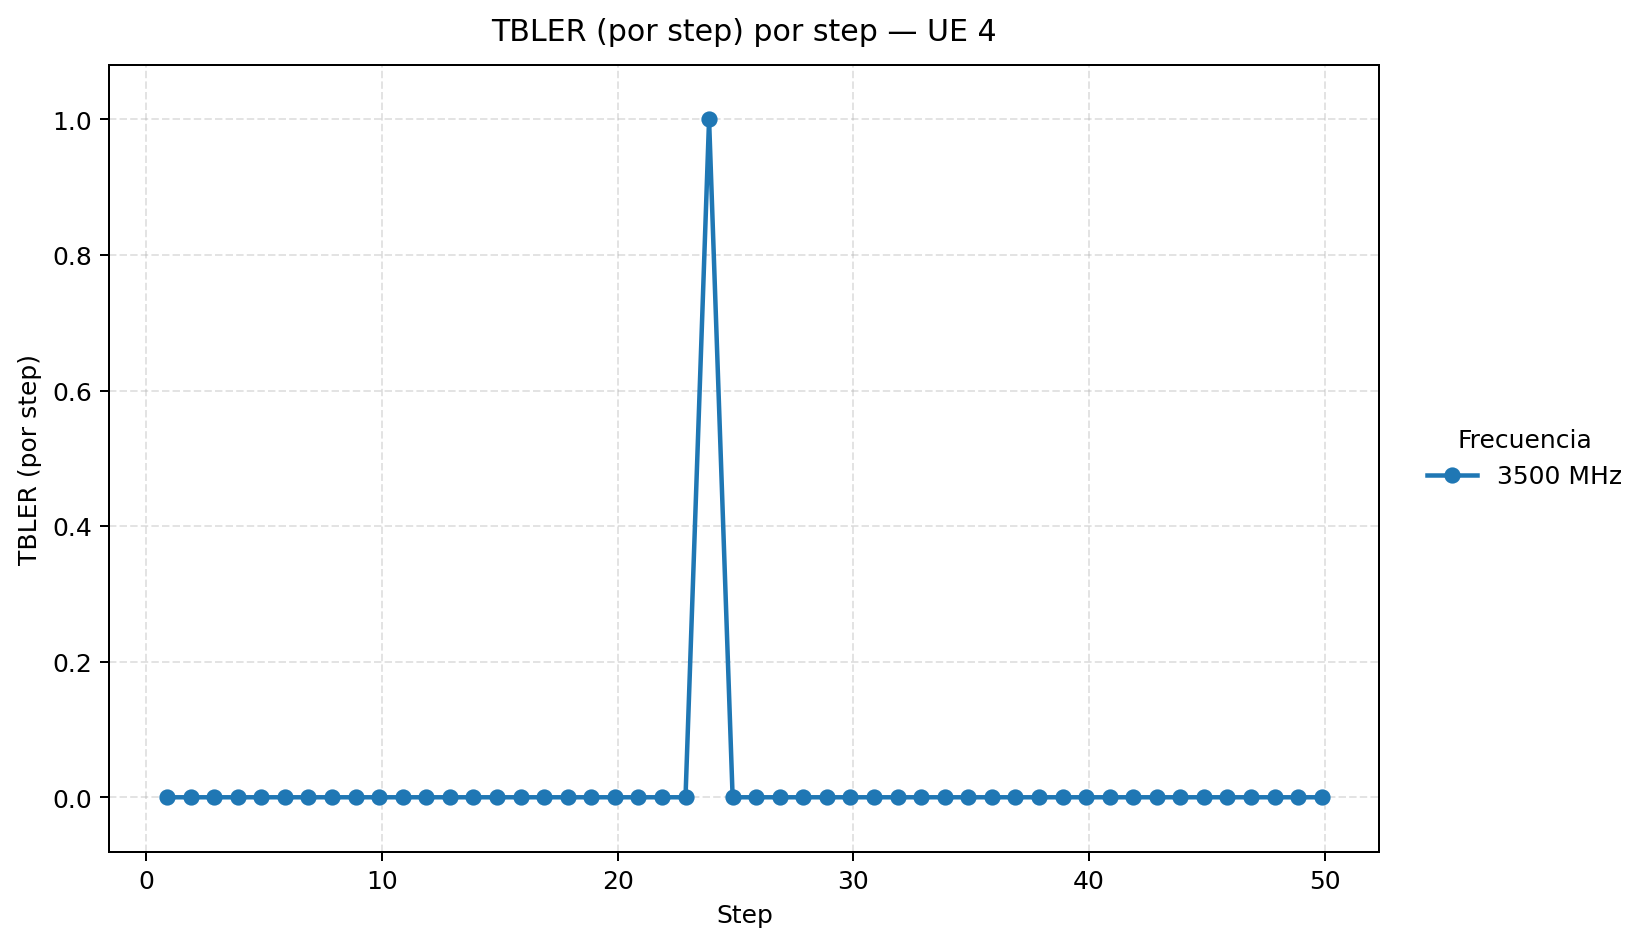 TBLER (por step) por step — UE 4
TBLER (por step)
1.0
0.8
0.6
0.4
0.2
0.0
0 10 20 30 40 50
Step
Frecuencia
3500 MHz